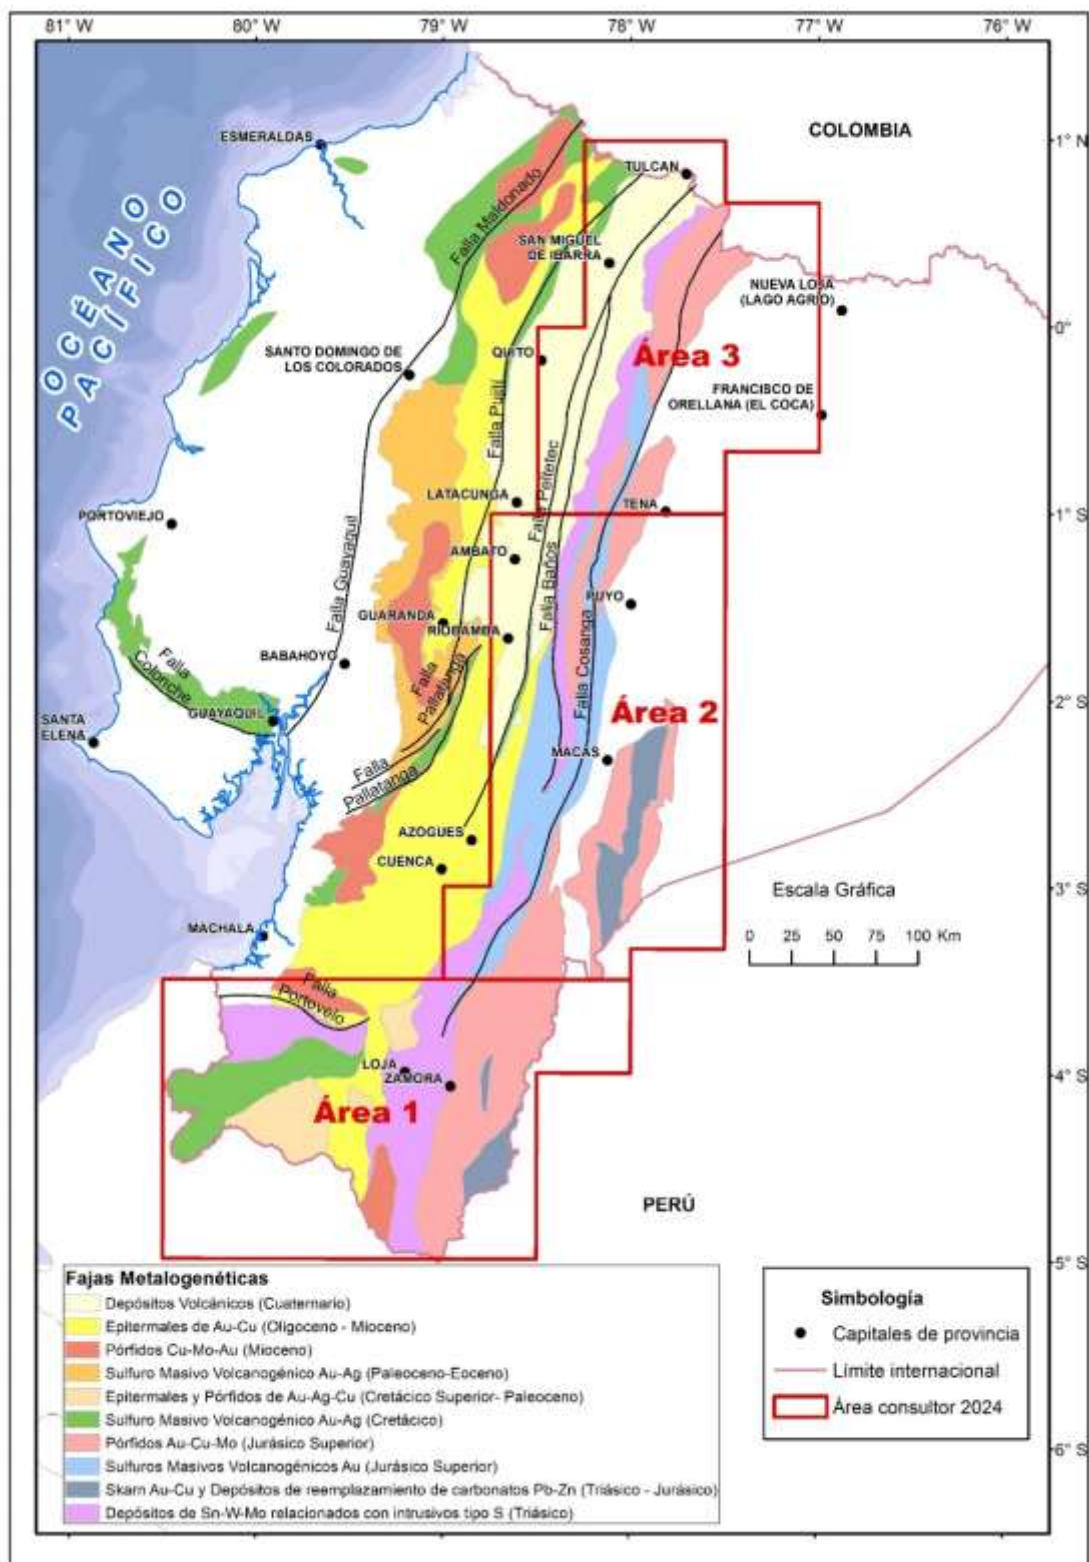 81° W
80° W
79° W
78° W
77° W
76° W
COLOMBIA
ESMERALDAS
1° N
TULCAN
OCÉANO
PACÍFICO
Falla Maldonado
SAN MIGUEL
DE IBARRA
NUEVA LOJA
(LAGO AGRIO)
0°
SANTO DOMINGO DE
LOS COLORADOS
QUITO
Área 3
Falla Pujilí
FRANCISCO DE
ORELLANA (EL COCA)
LATACUNGA
Falla Peltetec
TENA
PORTOVIEJO
1° S
AMBATO
Falla Guayaquil
Falla Baños
PUYO
GUARANDA
RIOBAMBA
Falla Cosanga
BABAHOYO
Falla
Pallatanga
Falla
Colonche
SANTA
ELENA
GUAYAQUIL
Área 2
2° S
MACAS
Falla
Pallatanga
AZOGUES
CUENCA
Escala Gráfica
3° S
MACHALA
0 25 50 75 100 Km
Falla
Portovelo
LOJA
ZAMORA
4° S
Área 1
PERÚ
5° S
Fajas Metalogenéticas
Depósitos Volcánicos (Cuaternario)
Epitermales de Au-Cu (Oligoceno - Mioceno)
Pórfidos Cu-Mo-Au (Mioceno)
Sulfuro Masivo Volcanogénico Au-Ag (Paleoceno-Eoceno)
Epitermales y Pórfidos de Au-Ag-Cu (Cretácico Superior- Paleoceno)
Sulfuro Masivo Volcanogénico Au-Ag (Cretácico)
Pórfidos Au-Cu-Mo (Jurásico Superior)
Sulfuros Masivos Volcanogénicos Au (Jurásico Superior)
Skarn Au-Cu y Depósitos de reemplazamiento de carbonatos Pb-Zn (Triásico - Jurásico)
Depósitos de Sn-W-Mo relacionados con intrusivos tipo S (Triásico)
Simbología
Capitales de provincia
Límite internacional
Área consultor 2024
6° S